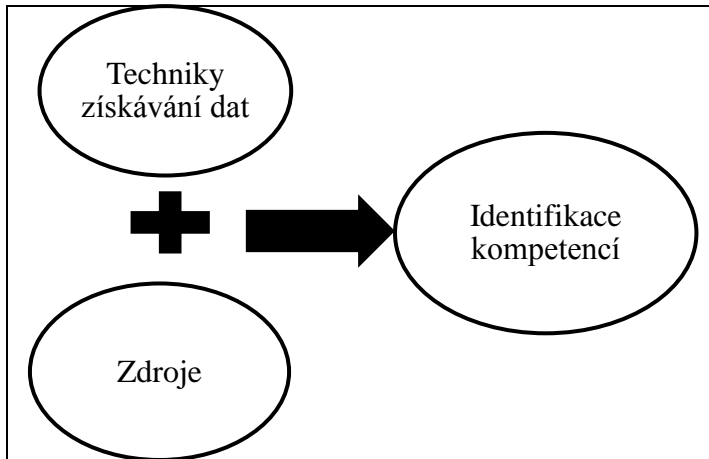 Techniky
získávání dat
Identifikace
kompetencí
Zdroje